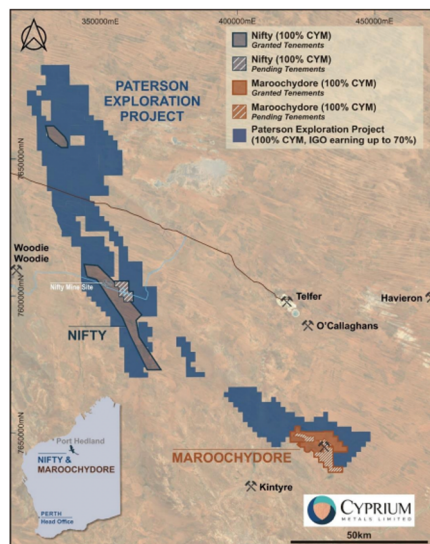 350000mE
400000mE
450000mE
Nifty (100% CYM)
Granted Tenements
Nifty (100% CYM)
Pending Tenements
Maroochydore (100% CYM)
Granted Tenements
Maroochydore (100% CYM)
Pending Tenements
Paterson Exploration Project
(100% CYM, IGO earning up to 70%)
PATERSON
EXPLORATION
PROJECT
7650000mN
Woodie
Woodie
Nifty Mine Site
7600000mN
Telfer
Havieron
O'Callaghans
NIFTY
7650000mN
MAROOCHYDORE
Kintyre
Port Hedland
NIFTY &
MAROOCHYDORE
PERTH
Head Office
CYPRIUM
METALS LIMITED
50km